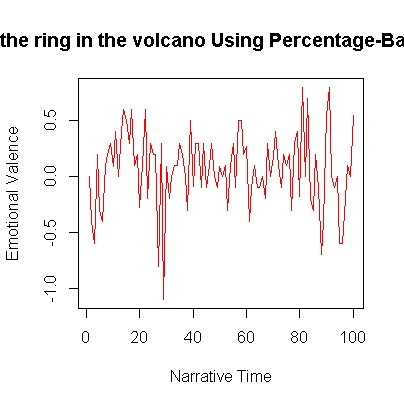 the ring in the volcano Using Percentage-Ba
Emotional Valence
0.5
0.0
-0.5
-1.0
0 20 40 60 80 100
Narrative Time